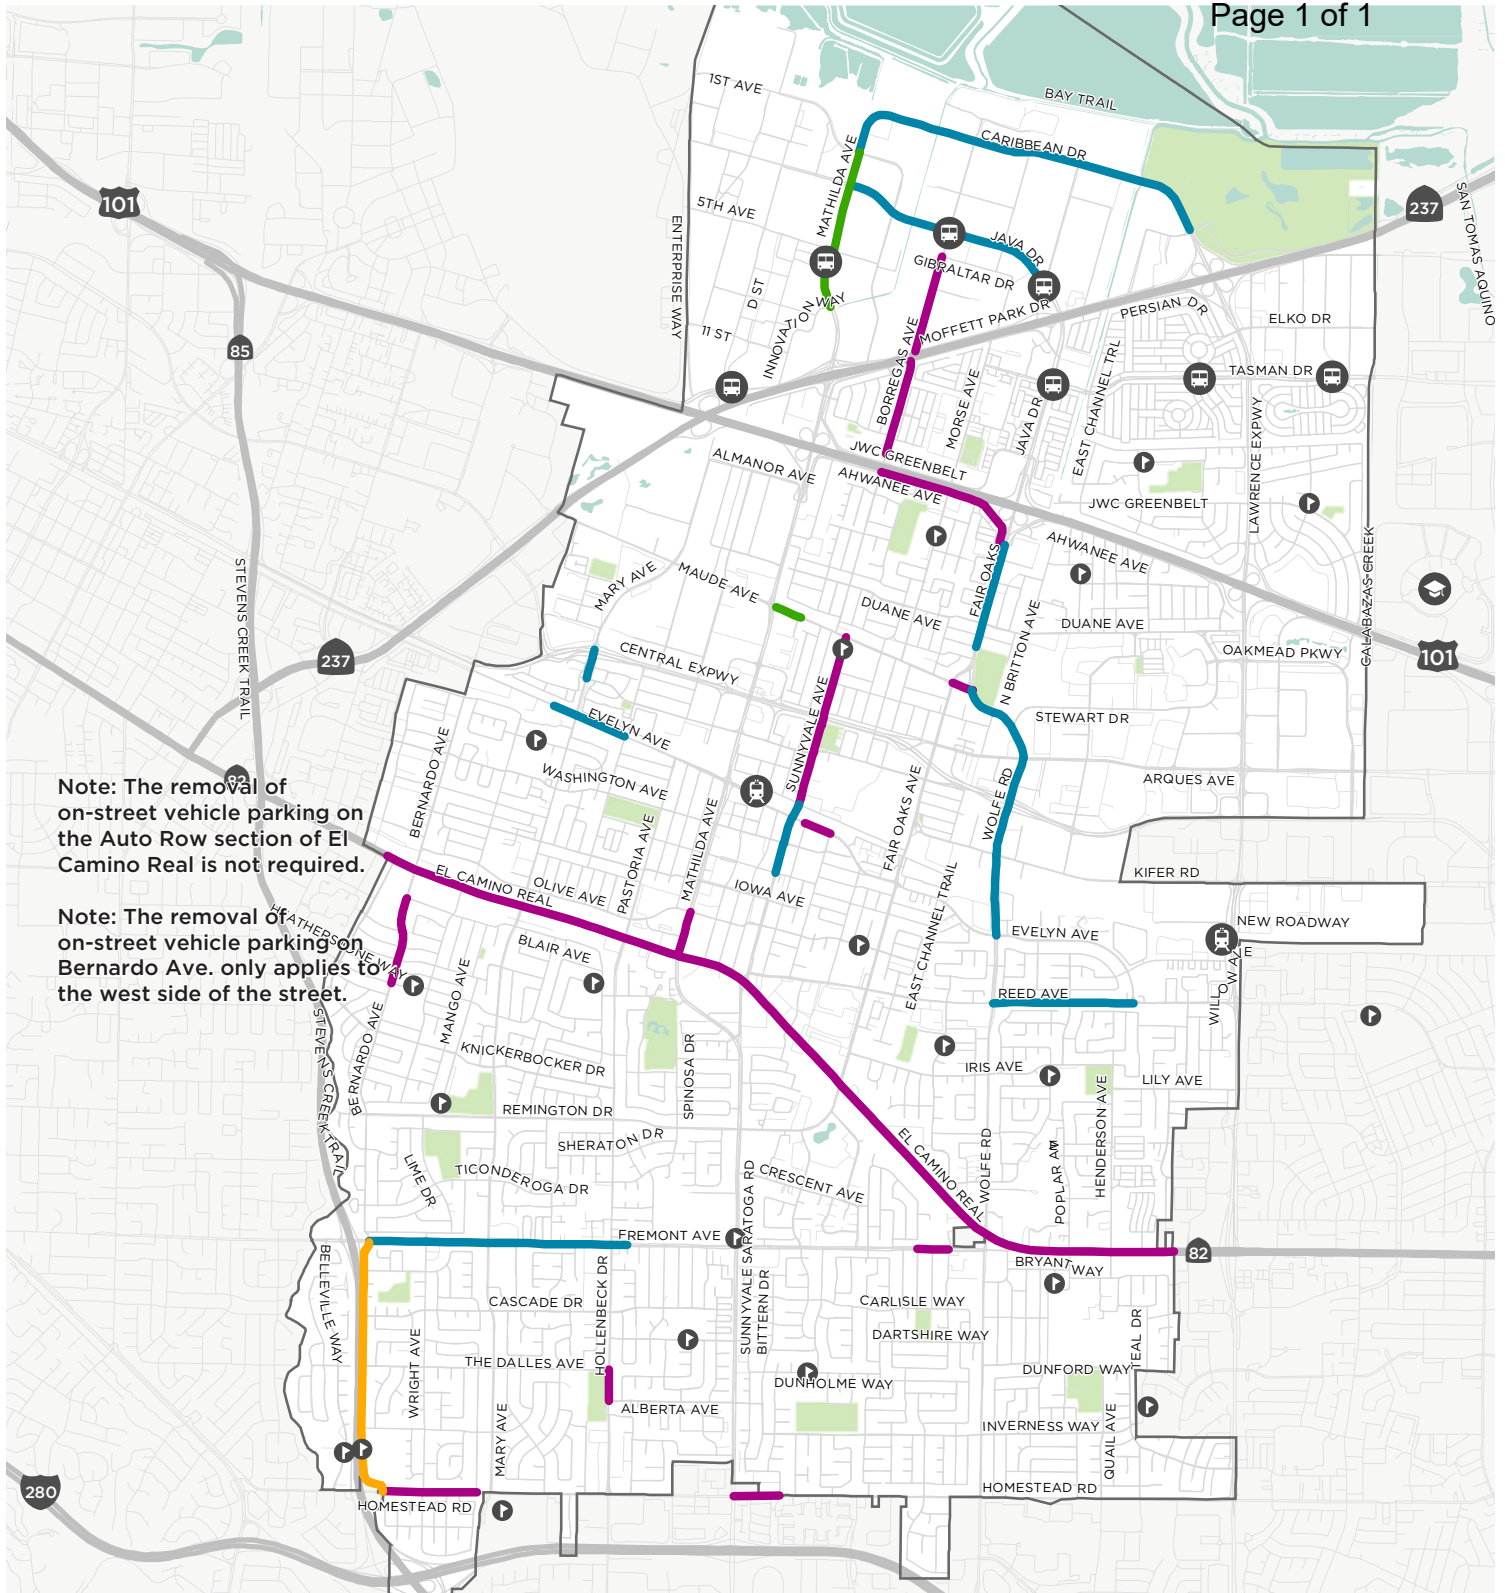 Page 1 of 1
1ST AVE
BAY TRAIL
CARIBBEAN DR
MATHILDA AVE
101
5TH AVE
237
SAN TOMAS AQUINO
ENTERPRISE WAY
JAVA DR
GIBRALTAR DR
D ST
INNOVATION WAY
MOFFETT PARK DR
PERSIAN DR
ELKO DR
11 ST
85
BORREGAS AVE
MORSE AVE
JAVA DR
EAST CHANNEL TRL
TASMAN DR
LAWRENCE EXPWY
ALMANOR AVE
JWC GREENBELT
AHWANEE AVE
JWC GREENBELT
STEVENS CREEK TRAIL
MARY AVE
MAUDE AVE
DUANE AVE
FAIR OAKS
AHWANEE AVE
CALABAZAS CREEK
N BRITTON AVE
DUANE AVE
OAKMEAD PKWY
101
237
CENTRAL EXPWY
SUNNYVALE AVE
STEWART DR
EVELYN AVE
BERNARDO AVE
WASHINGTON AVE
ARQUES AVE
82
Note: The removal of
on-street vehicle parking on
the Auto Row section of El
Camino Real is not required.
PASTORIA AVE
MATHILDA AVE
FAIR OAKS AVE
WOLFE RD
EL CAMINO REAL
OLIVE AVE
IOWA AVE
EAST CHANNEL TRAIL
KIFER RD
NEW ROADWAY
Note: The removal of
on-street vehicle parking on
Bernardo Ave. only applies to
the west side of the street.
HEATHERSTONE WAY
BLAIR AVE
MANGO AVE
EVELYN AVE
WILLOW AVE
REED AVE
STEVENS CREEK TRAIL
BERNARDO AVE
KNICKERBOCKER DR
SPINOSA DR
IRIS AVE
LILY AVE
REMINGTON DR
SHERATON DR
EL CAMINO REAL
WOLFE RD
POPLAR AVE
HENDERSON AVE
LIME DR
TICONDEROGA DR
CRESCENT AVE
SUNNYVALE SARATOGA RD
FREMONT AVE
82
BELLEVILLE WAY
HOLLENBECK DR
BITTERN DR
BRYANT WAY
CASCADE DR
CARLISLE WAY
DARTSHIRE WAY
TEAL DR
WRIGHT AVE
THE DALLES AVE
DUNHOLME WAY
DUNFORD WAY
ALBERTA AVE
MARY AVE
INVERNESS WAY
QUAIL AVE
280
HOMESTEAD RD
HOMESTEAD RD